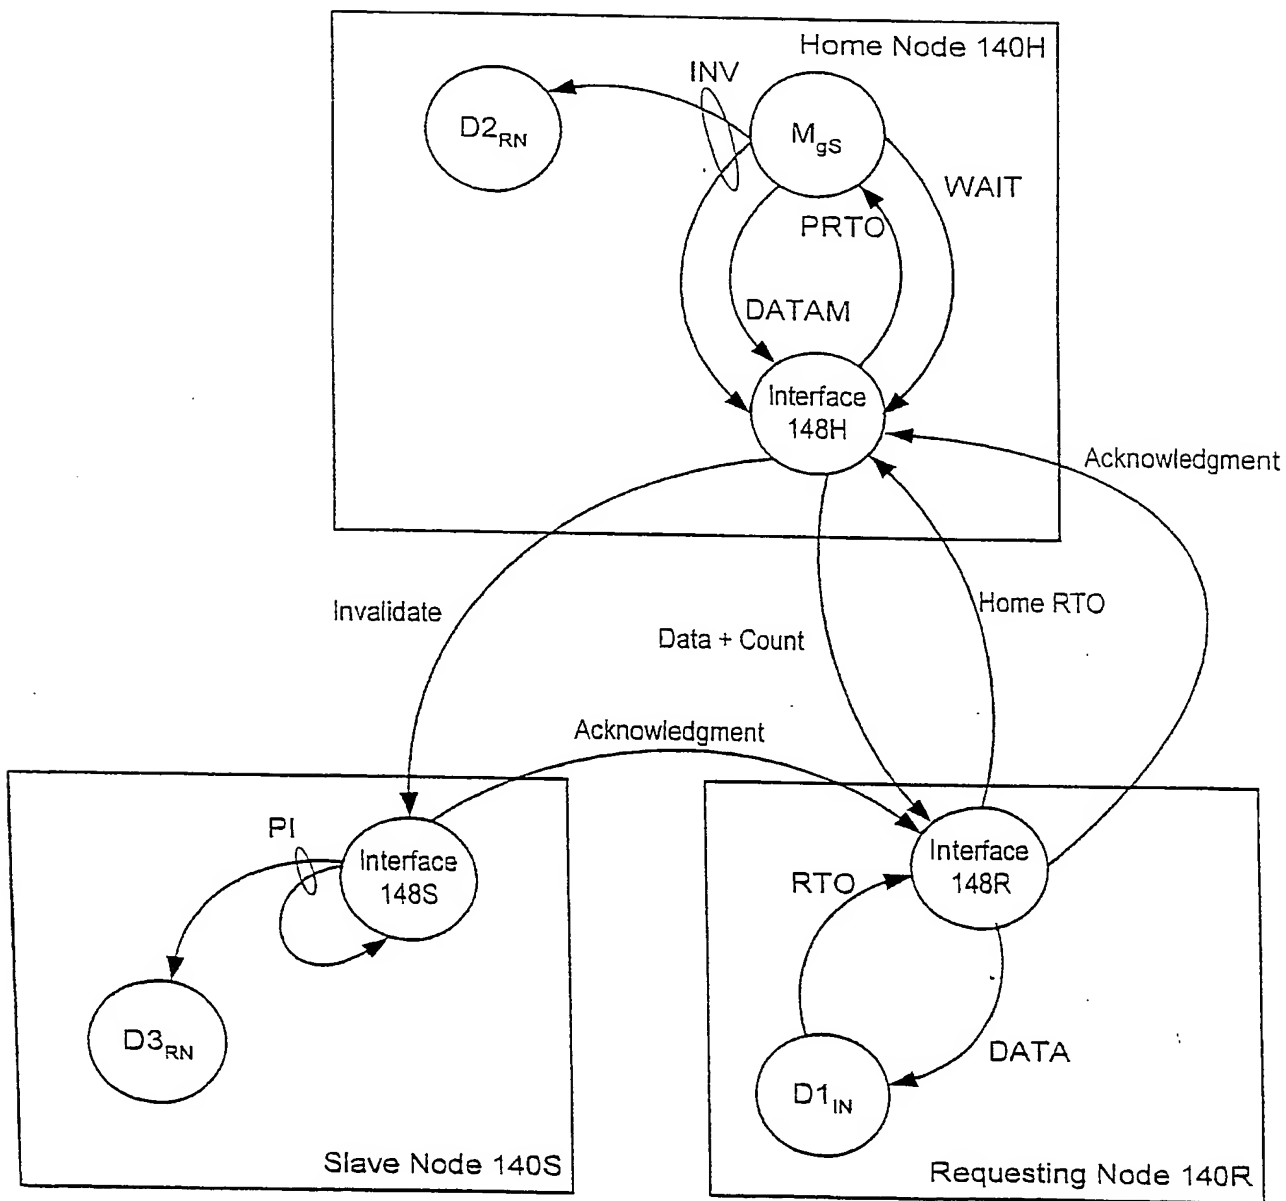 Home Node 140H
INV
D2RN
MgS
WAIT
PRTO
DATAM
Interface
148H
Acknowledgment
Invalidate
Home RTO
Data + Count
Acknowledgment
PI
Interface
148S
Interface
148R
RTO
D3RN
DATA
D1IN
Slave Node 140S
Requesting Node 140R